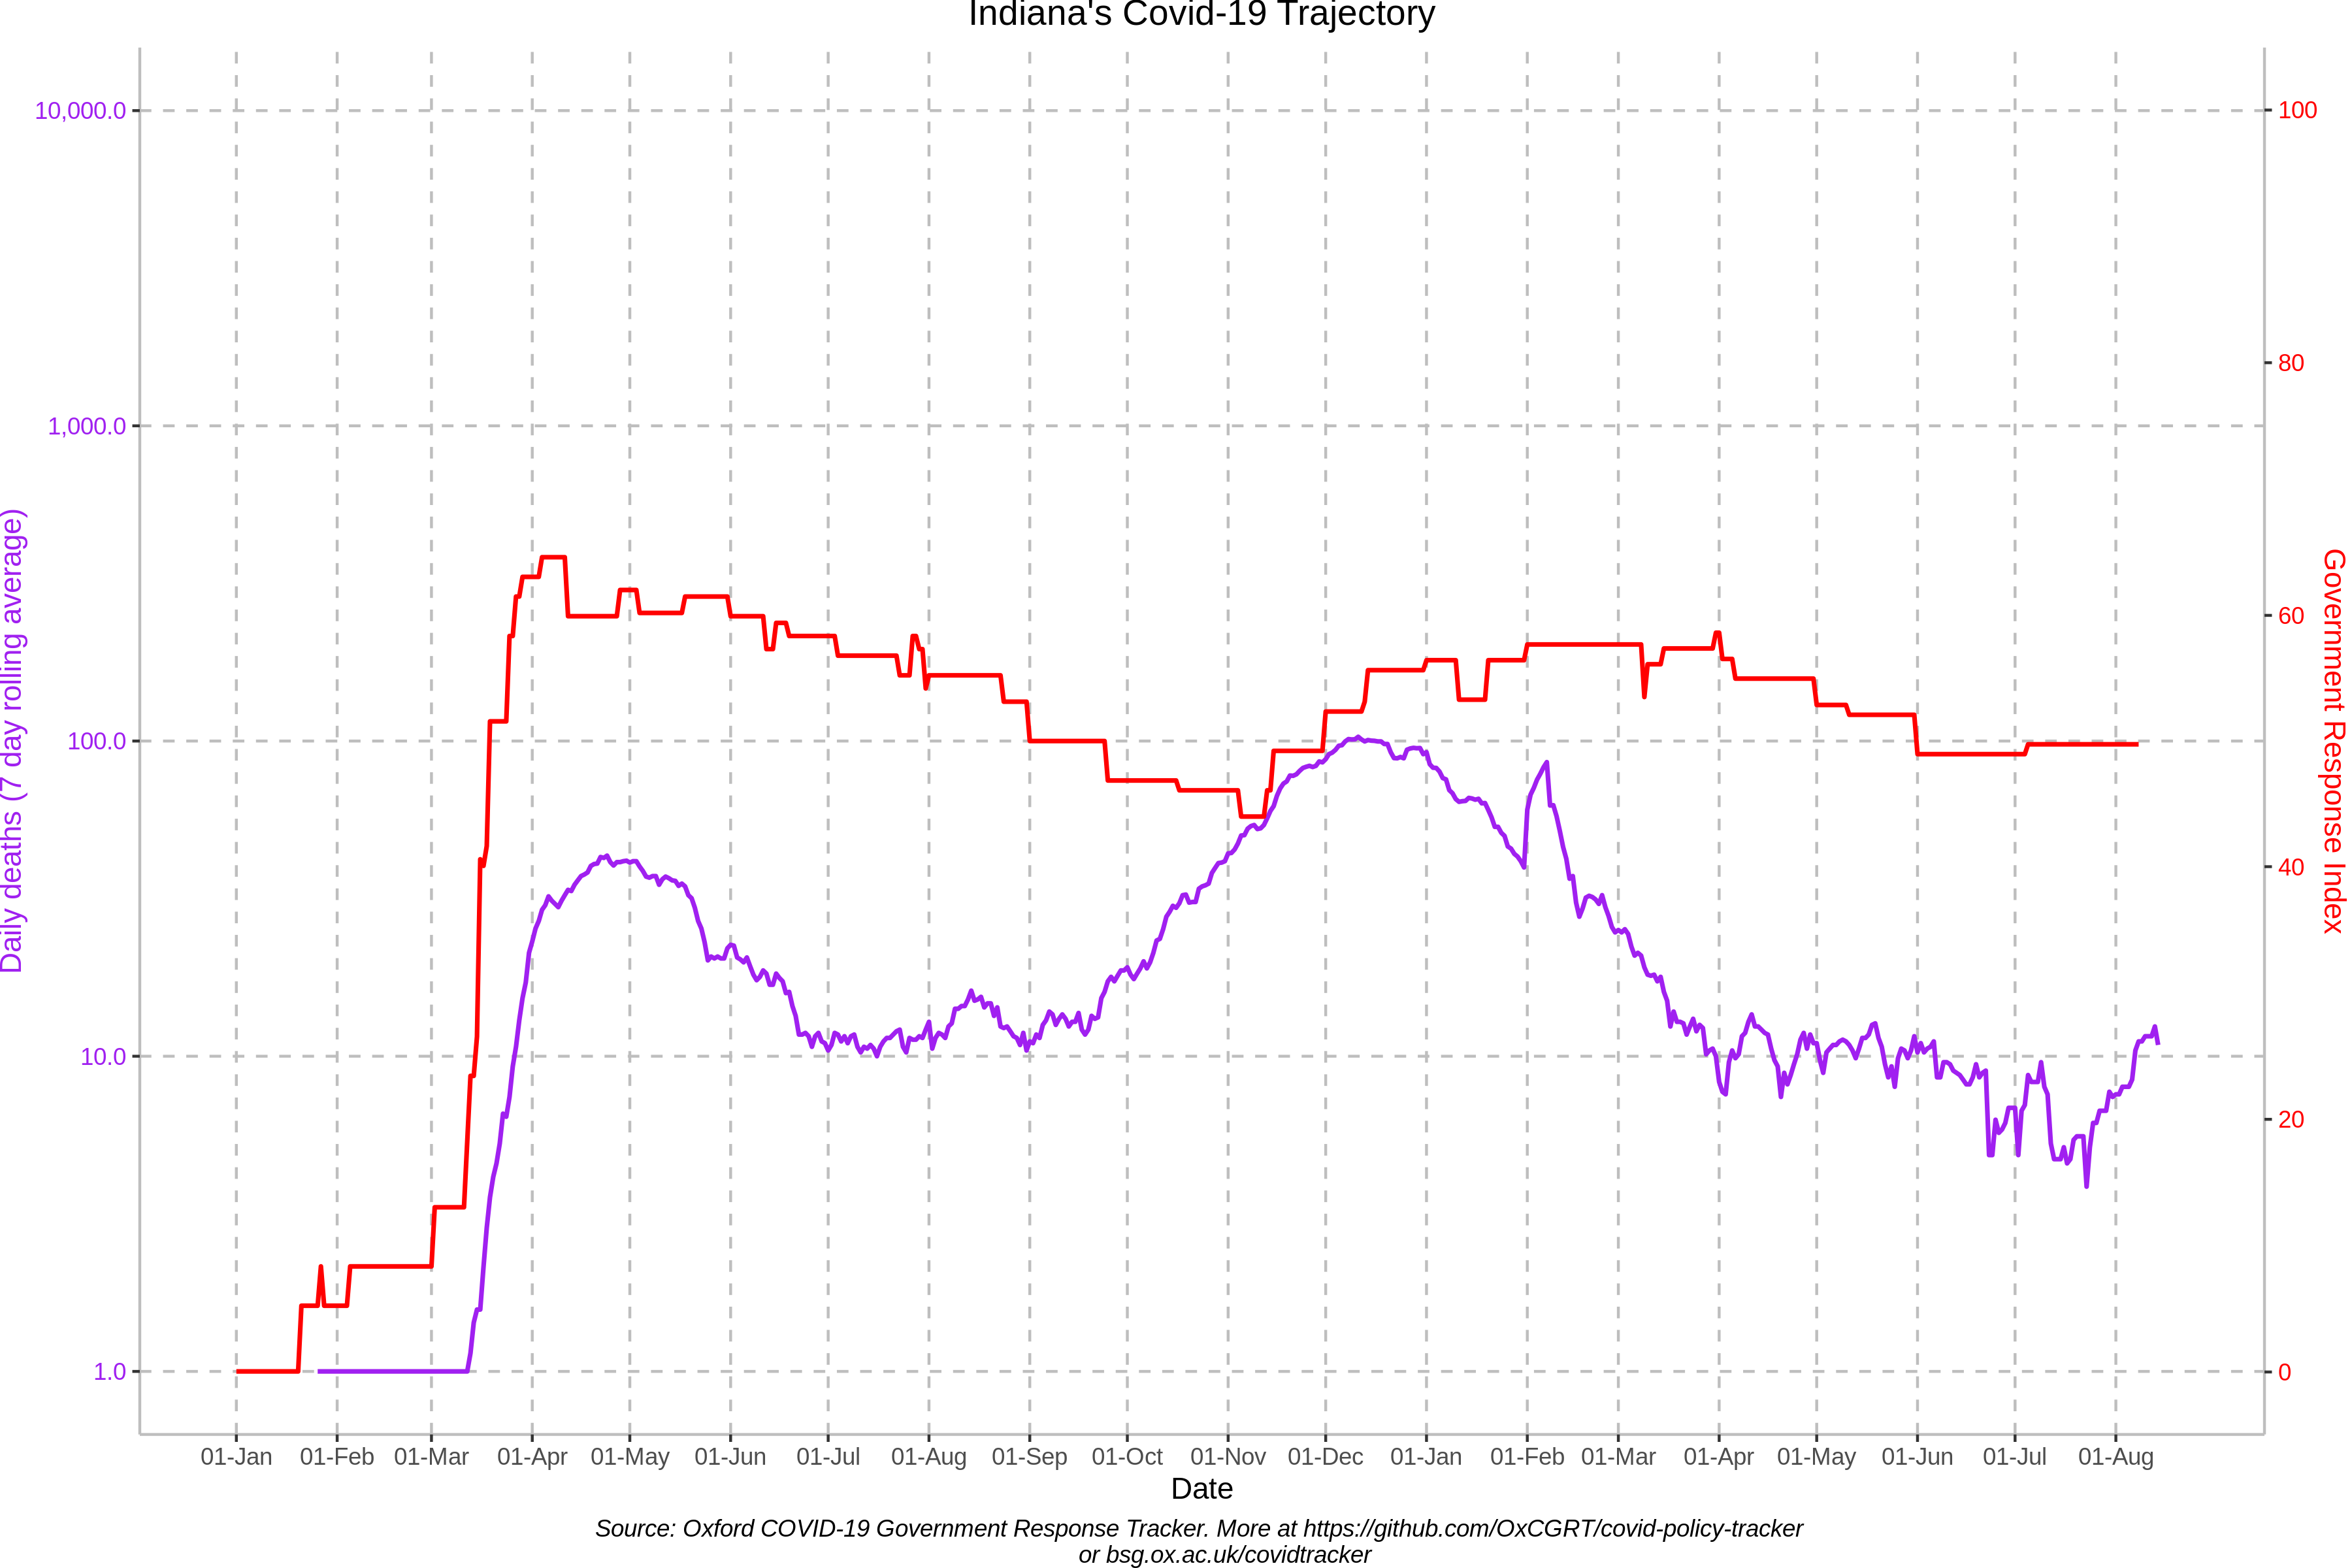 Indiana's Covid-19 Trajectory
10,000.0
1,000.0
100.0
10.0
1.0
Daily deaths (7 day rolling average)
100
80
60
40
20
0
Government Response Index
01-Jan 01-Feb 01-Mar 01-Apr 01-May 01-Jun 01-Jul 01-Aug 01-Sep 01-Oct 01-Nov 01-Dec 01-Jan 01-Feb 01-Mar 01-Apr 01-May 01-Jun 01-Jul 01-Aug
Date
Source: Oxford COVID-19 Government Response Tracker. More at https://github.com/OxCGRT/covid-policy-tracker
or bsg.ox.ac.uk/covidtracker